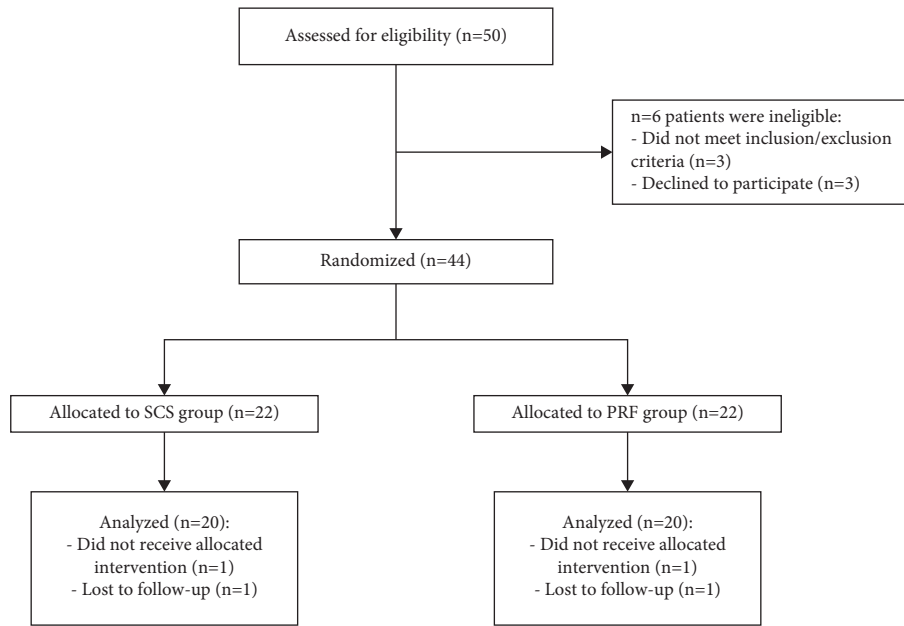 Assessed for eligibility (n=50)
n=6 patients were ineligible:
- Did not meet inclusion/exclusion
criteria (n=3)
- Declined to participate (n=3)
Randomized (n=44)
Allocated to SCS group (n=22)
Allocated to PRF group (n=22)
Analyzed (n=20):
- Did not receive allocated
intervention (n=1)
- Lost to follow-up (n=1)
Analyzed (n=20):
- Did not receive allocated
intervention (n=1)
- Lost to follow-up (n=1)